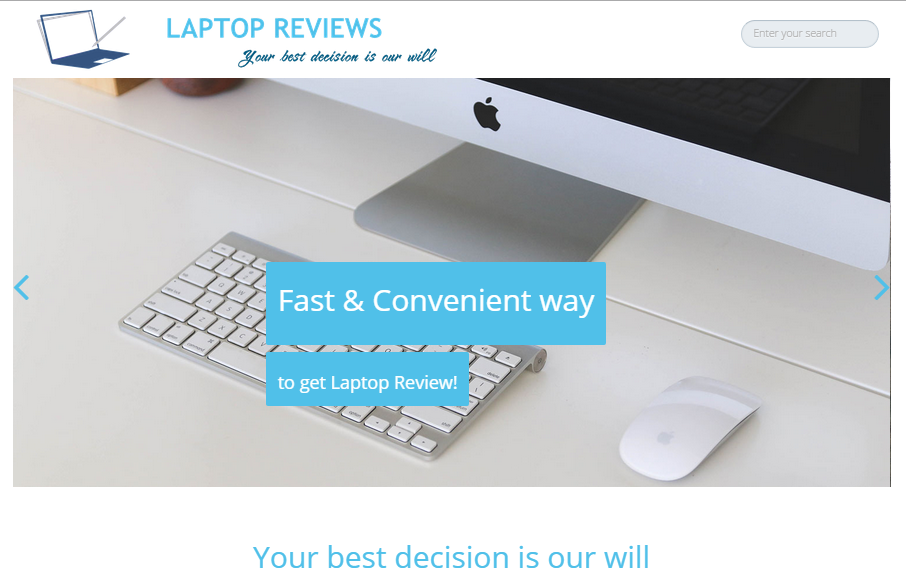 LAPTOP REVIEWS
Your best decision is our will
Enter your search
Fast & Convenient way
to get Laptop Review!
Your best decision is our will